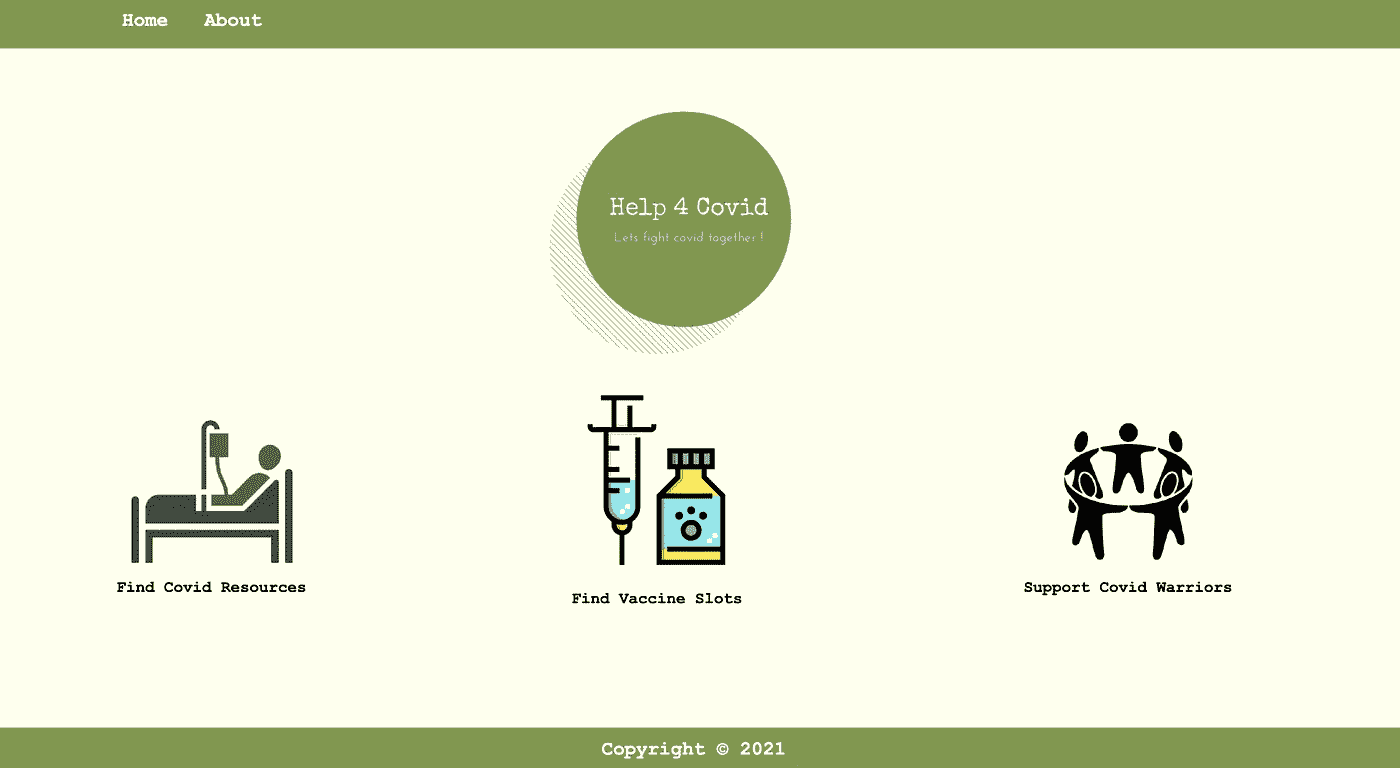 Home About
Help 4 Covid
Lets fight covid together !
Find Covid Resources
Find Vaccine Slots
Support Covid Warriors
Copyright © 2021